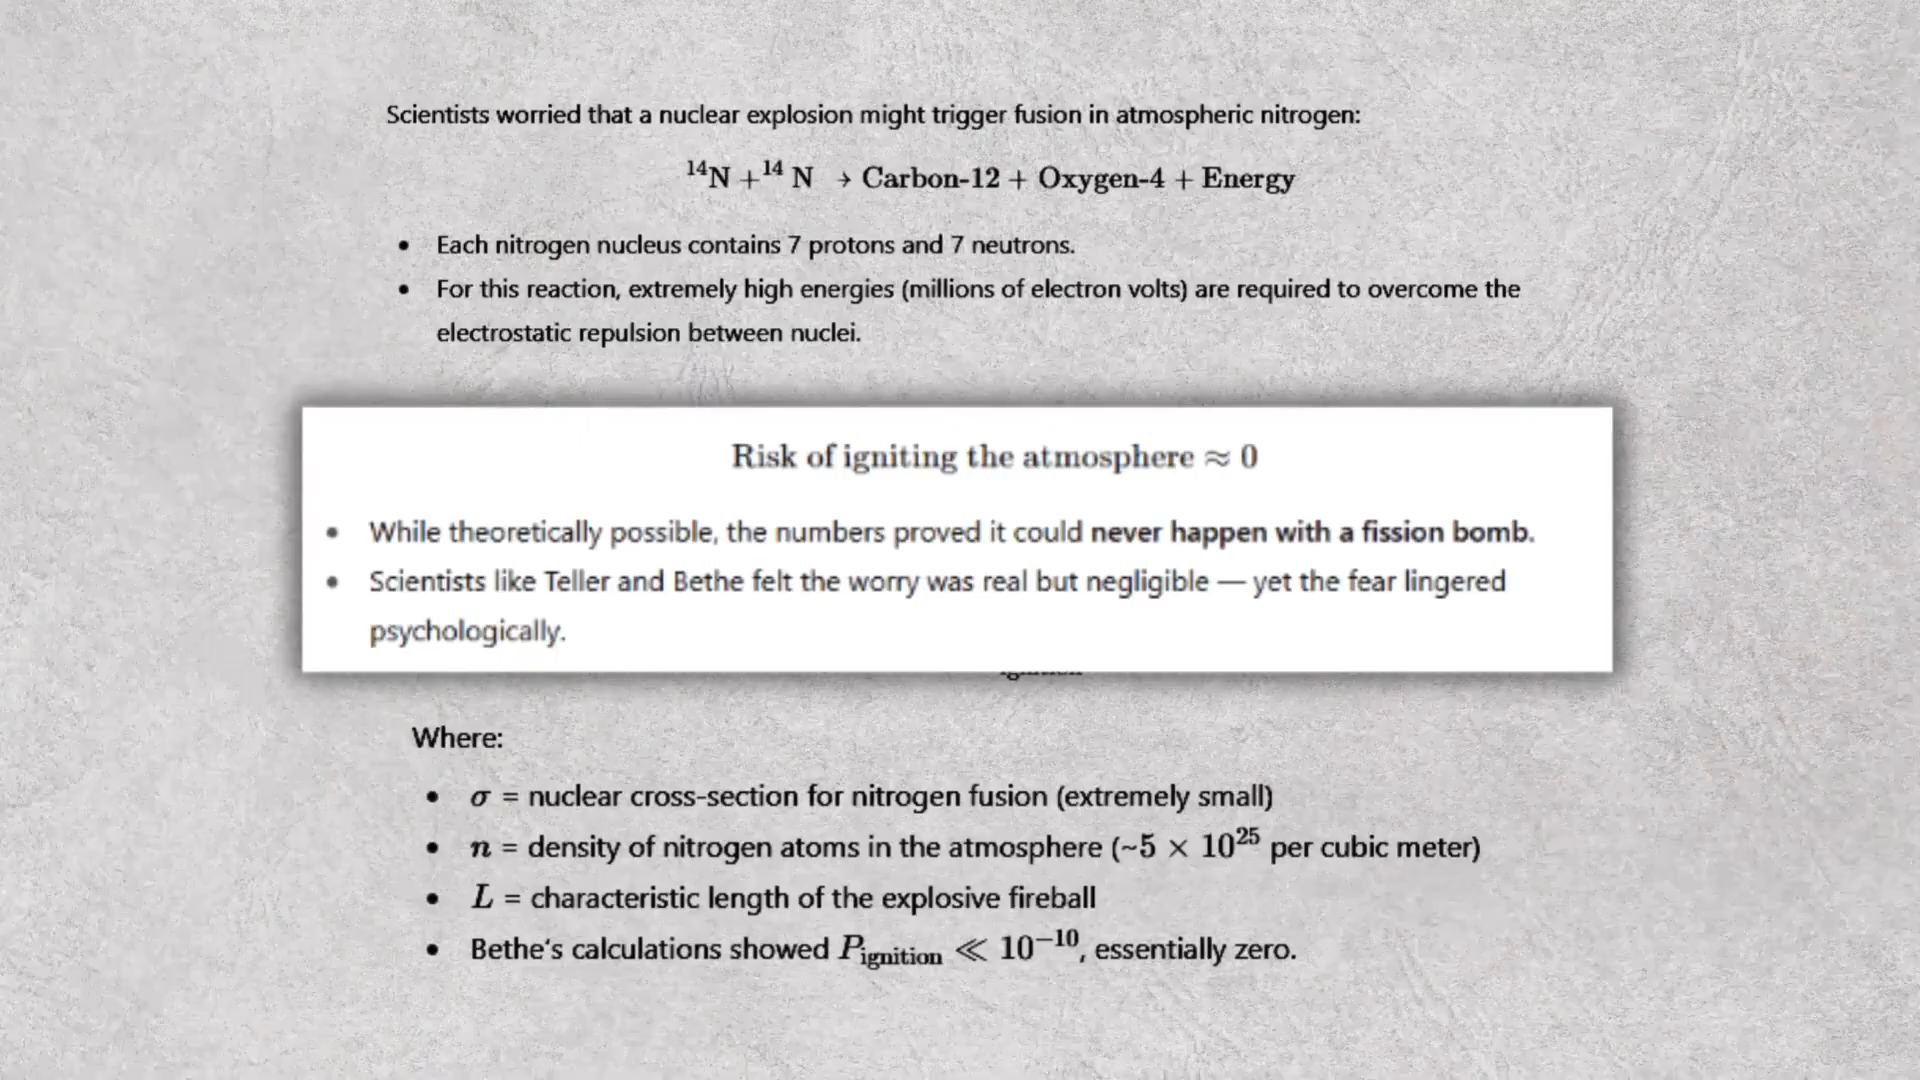 Scientists worried that a nuclear explosion might trigger fusion in atmospheric nitrogen:
¹⁴N +¹⁴ N → Carbon-12 + Oxygen-4 + Energy
• Each nitrogen nucleus contains 7 protons and 7 neutrons.
• For this reaction, extremely high energies (millions of electron volts) are required to overcome the
electrostatic repulsion between nuclei.
Risk of igniting the atmosphere ≈ 0
• While theoretically possible, the numbers proved it could never happen with a fission bomb.
• Scientists like Teller and Bethe felt the worry was real but negligible — yet the fear lingered
psychologically.
Where:
• σ = nuclear cross-section for nitrogen fusion (extremely small)
• n = density of nitrogen atoms in the atmosphere (~5 × 10²⁵ per cubic meter)
• L = characteristic length of the explosive fireball
• Bethe's calculations showed P_ignition ≪ 10⁻¹⁰, essentially zero.